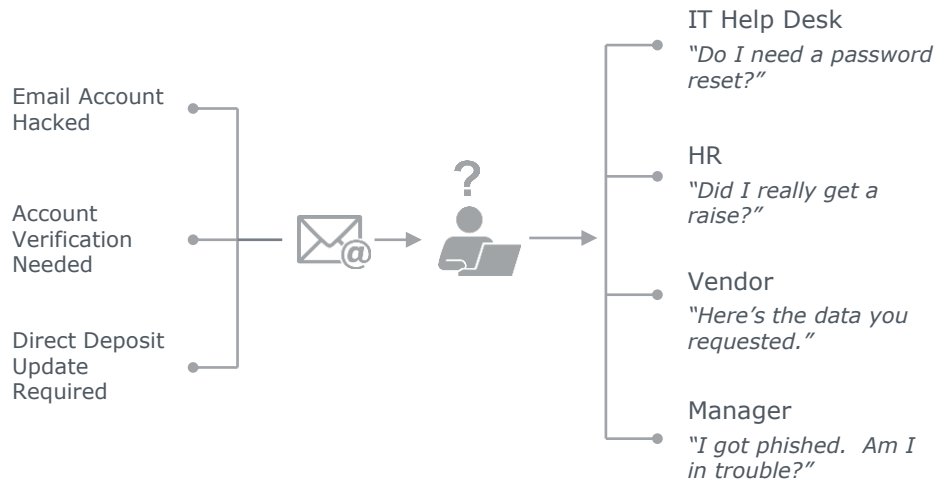 Email Account
Hacked
Account
Verification
Needed
Direct Deposit
Update
Required
@
?
IT Help Desk
“Do I need a password
reset?”
HR
“Did I really get a
raise?”
Vendor
“Here’s the data you
requested.”
Manager
“I got phished.  Am I
in trouble?”